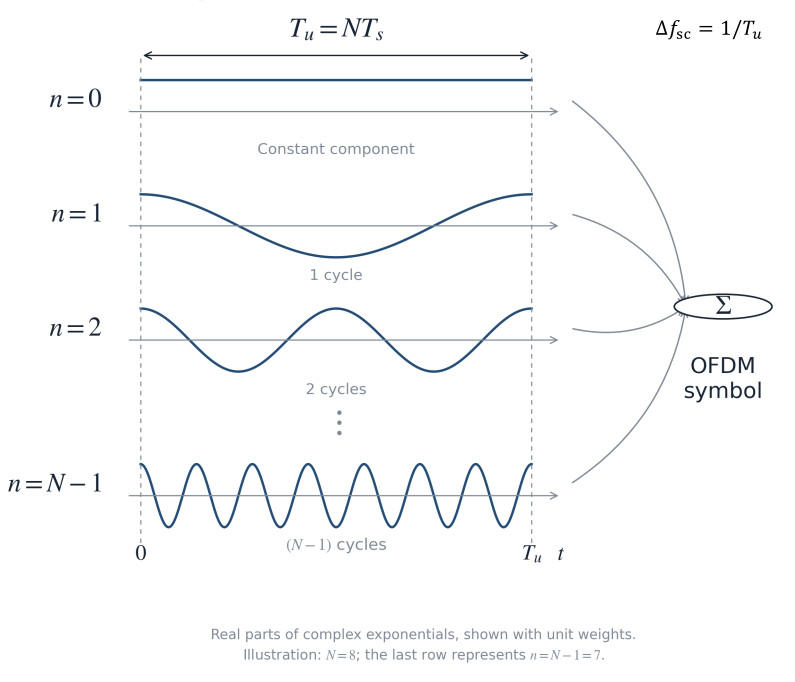 T_u = NT_s
Δf_sc = 1/T_u
n = 0
Constant component
n = 1
1 cycle
n = 2
2 cycles
Σ
OFDM
symbol
n = N − 1
(N − 1) cycles
0
T_u t
Real parts of complex exponentials, shown with unit weights.
Illustration: N = 8; the last row represents n = N − 1 = 7.